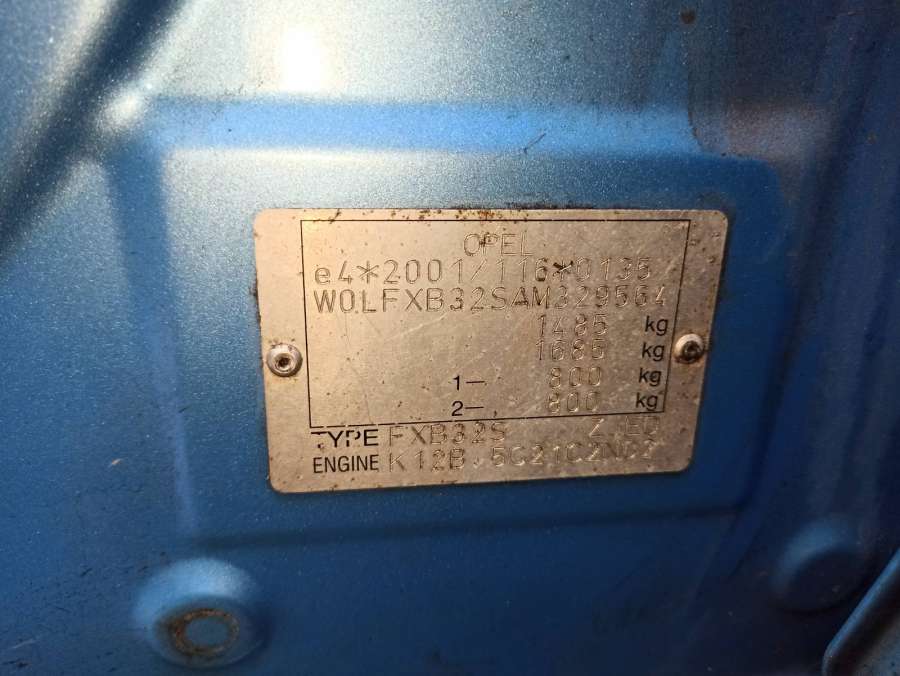 OPEL
e4*2001/116*0135
W0LFXB32SAM329564
1485 kg
1685 kg
1– 800 kg
2– 800 kg
TYPE FXB32S
ENGINE K12B